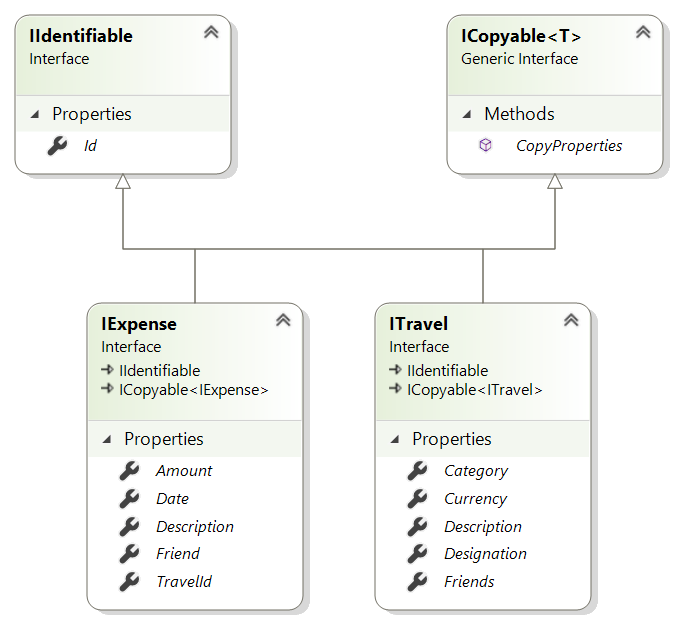 IIdentifiable
Interface
Properties
Id
ICopyable<T>
Generic Interface
Methods
CopyProperties
IExpense
Interface
IIdentifiable
ICopyable<IExpense>
Properties
Amount
Date
Description
Friend
TravelId
ITravel
Interface
IIdentifiable
ICopyable<ITravel>
Properties
Category
Currency
Description
Designation
Friends